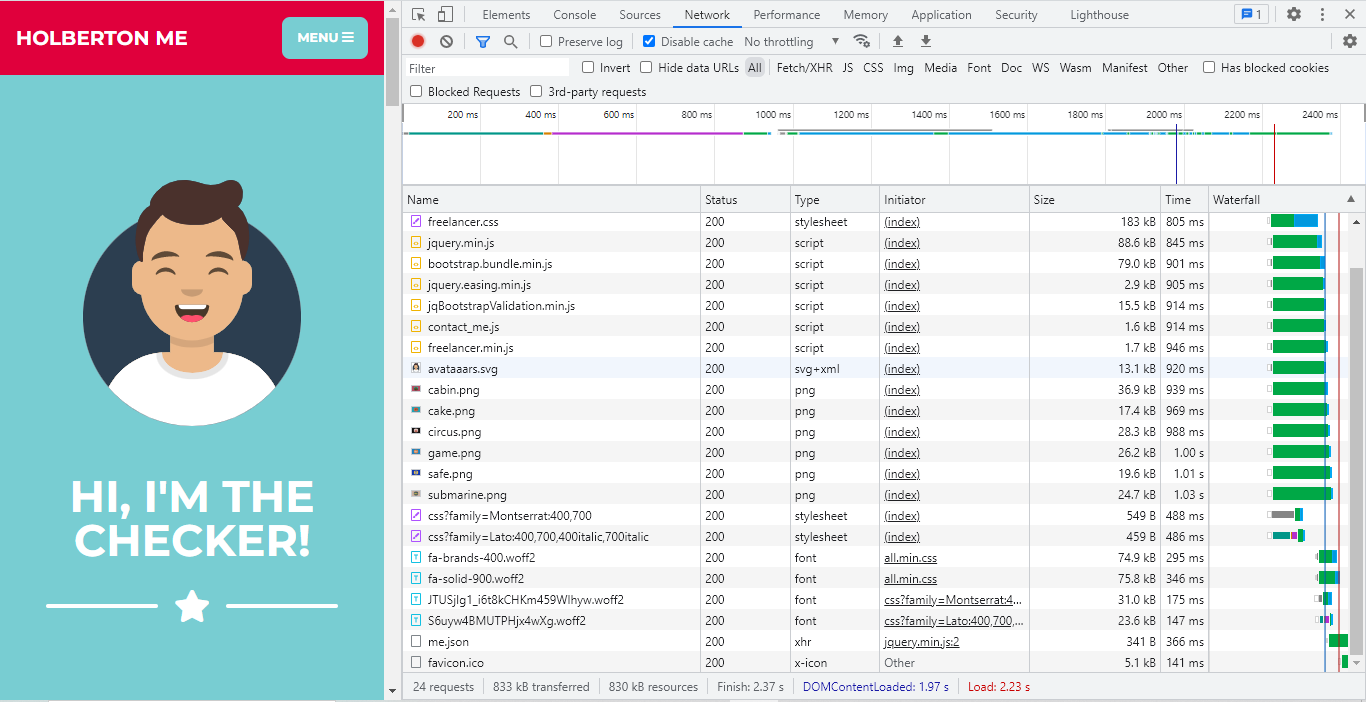 HOLBERTON ME
MENU
HI, I'M THE
CHECKER!
Elements Console Sources Network Performance Memory Application Security Lighthouse 1
Preserve log Disable cache No throttling
Filter Invert Hide data URLs All Fetch/XHR JS CSS Img Media Font Doc WS Wasm Manifest Other Has blocked cookies
Blocked Requests 3rd-party requests
200 ms 400 ms 600 ms 800 ms 1000 ms 1200 ms 1400 ms 1600 ms 1800 ms 2000 ms 2200 ms 2400 ms
Name Status Type Initiator Size Time Waterfall
freelancer.css 200 stylesheet (index) 183 kB 805 ms
jquery.min.js 200 script (index) 88.6 kB 845 ms
bootstrap.bundle.min.js 200 script (index) 79.0 kB 901 ms
jquery.easing.min.js 200 script (index) 2.9 kB 905 ms
jqBootstrapValidation.min.js 200 script (index) 15.5 kB 914 ms
contact_me.js 200 script (index) 1.6 kB 914 ms
freelancer.min.js 200 script (index) 1.7 kB 946 ms
avataaars.svg 200 svg+xml (index) 13.1 kB 920 ms
cabin.png 200 png (index) 36.9 kB 939 ms
cake.png 200 png (index) 17.4 kB 969 ms
circus.png 200 png (index) 28.3 kB 988 ms
game.png 200 png (index) 26.2 kB 1.00 s
safe.png 200 png (index) 19.6 kB 1.01 s
submarine.png 200 png (index) 24.7 kB 1.03 s
css?family=Montserrat:400,700 200 stylesheet (index) 549 B 488 ms
css?family=Lato:400,700,400italic,700italic 200 stylesheet (index) 459 B 486 ms
fa-brands-400.woff2 200 font all.min.css 74.9 kB 295 ms
fa-solid-900.woff2 200 font all.min.css 75.8 kB 346 ms
JTUSjIg1_i6t8kCHKm459Wlhyw.woff2 200 font css?family=Montserrat:4... 31.0 kB 175 ms
S6uyw4BMUTPHjx4wXg.woff2 200 font css?family=Lato:400,700,... 23.6 kB 147 ms
me.json 200 xhr jquery.min.js:2 341 B 366 ms
favicon.ico 200 x-icon Other 5.1 kB 141 ms
24 requests 833 kB transferred 830 kB resources Finish: 2.37 s DOMContentLoaded: 1.97 s Load: 2.23 s